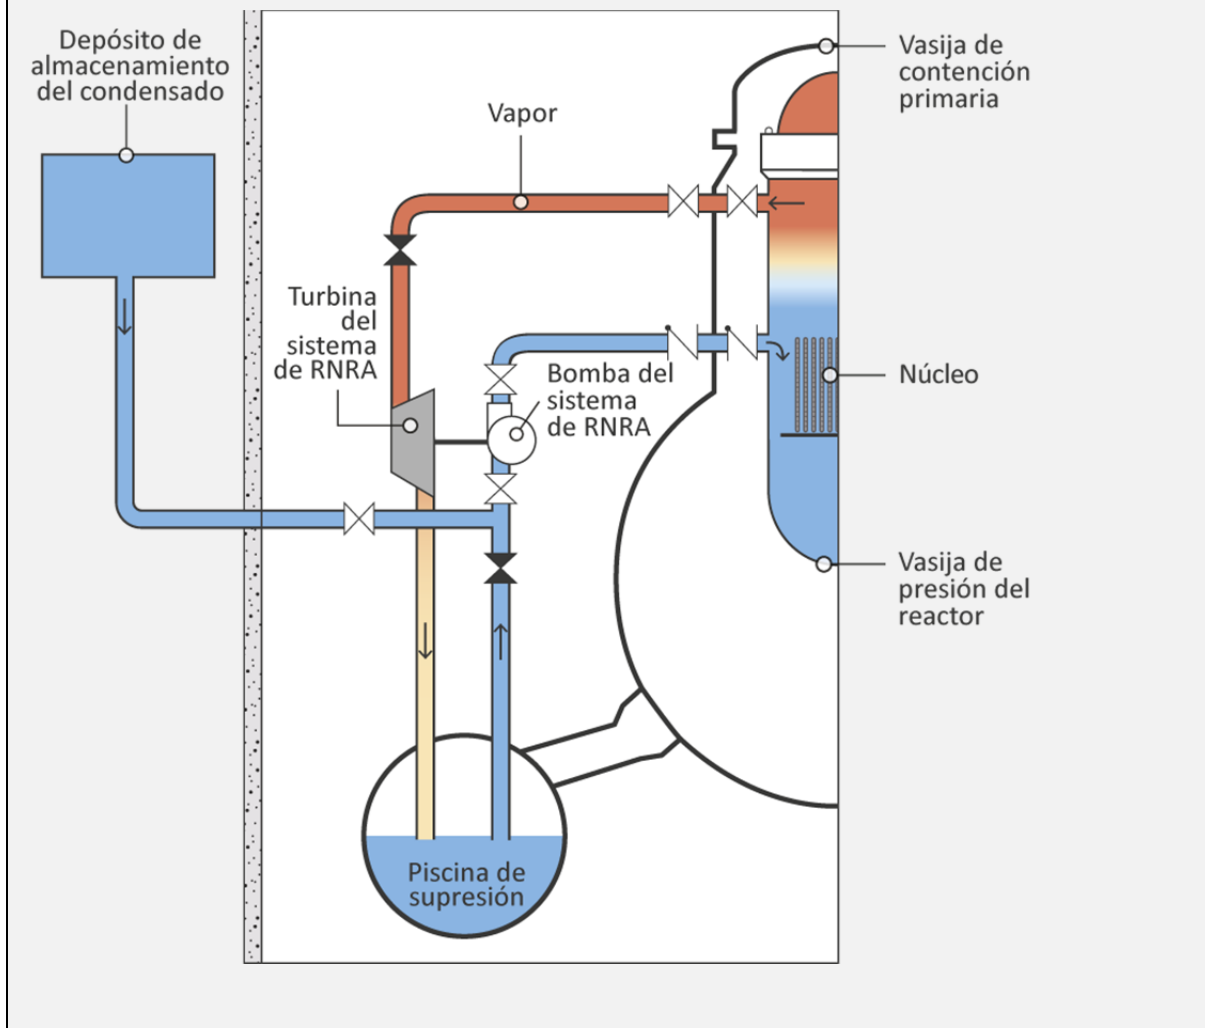 Depósito de
almacenamiento
del condensado
Vapor
Vasija de
contención
primaria
Turbina
del
sistema
de RNRA
Bomba del
sistema
de RNRA
Núcleo
Vasija de
presión del
reactor
Piscina de
supresión